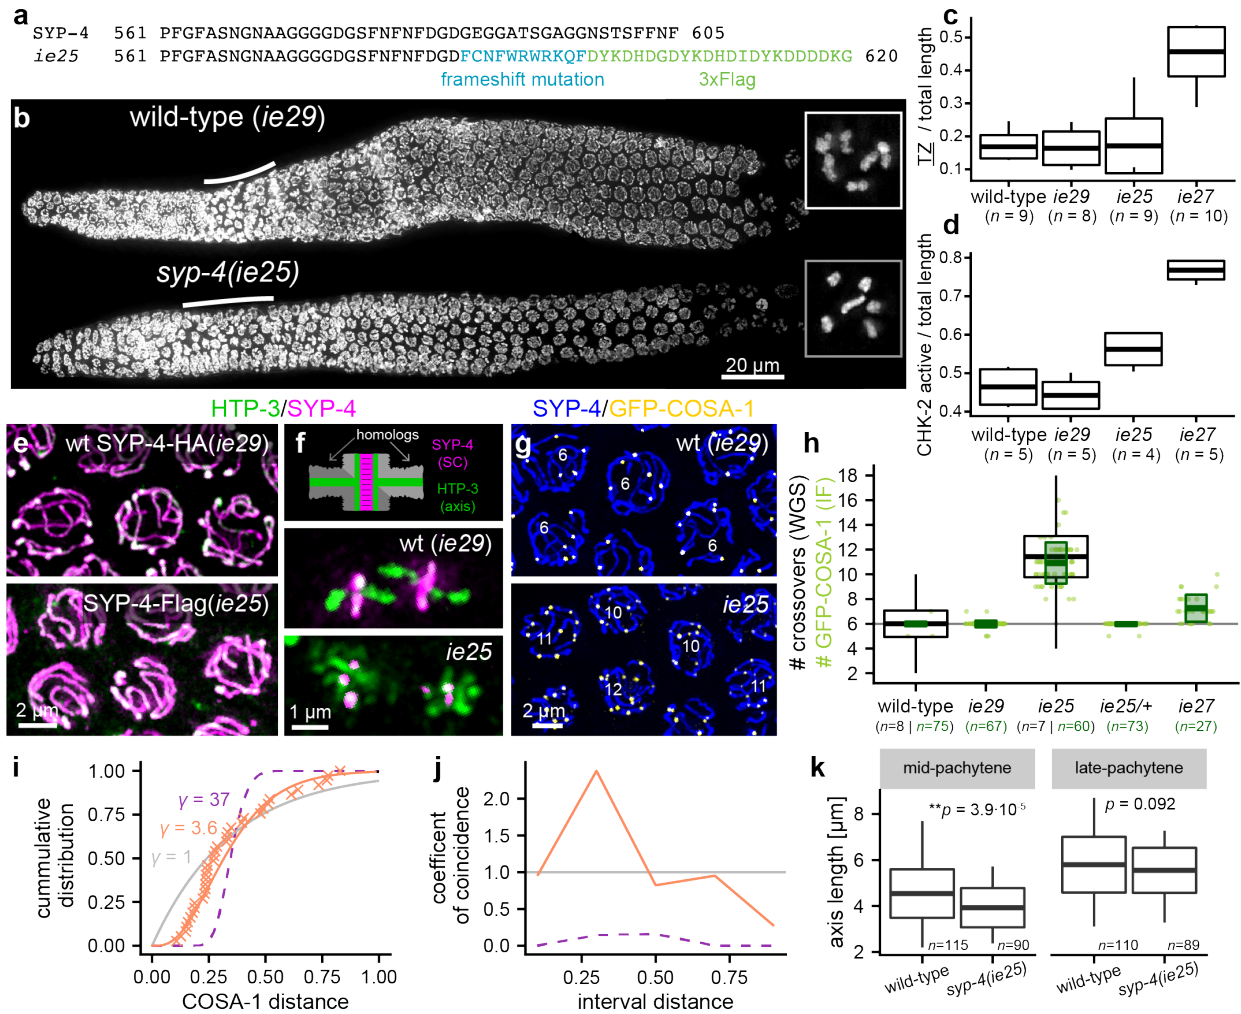 a
SYP-4 561 PFGFASNGNAAGGGGDGSFNFNFDGDGEGGATSGAGGNSTSFFNF 605
ie25 561 PFGFASNGNAAGGGGDGSFNFNFDGDFCNFWRWRKQFDYKDHDGDYKDHDIDYKDDDDKG 620
frameshift mutation 3xFlag
b
wild-type (ie29)
syp-4(ie25)
20 µm
c
TZ / total length
0.5
0.4
0.3
0.2
0.1
wild-type ie29 ie25 ie27
(n = 9) (n = 8) (n = 9) (n = 10)
d
CHK-2 active / total length
0.8
0.7
0.6
0.5
0.4
wild-type ie29 ie25 ie27
(n = 5) (n = 5) (n = 4) (n = 5)
HTP-3/SYP-4
e
wt SYP-4-HA(ie29)
SYP-4-Flag(ie25)
2 µm
f
homologs
SYP-4
(SC)
HTP-3
(axis)
wt (ie29)
ie25
1 µm
SYP-4/GFP-COSA-1
g
wt (ie29)
6
6
6
6
ie25
10
11
10
12
11
2 µm
h
# crossovers (WGS)
# GFP-COSA-1 (IF)
18
16
14
12
10
8
6
4
2
wild-type ie29 ie25 ie25/+ ie27
(n=8 | n=75) (n=67) (n=7 | n=60) (n=73) (n=27)
i
cummulative
distribution
1.00
0.75
0.50
0.25
0.00
γ = 37
γ = 3.6
γ = 1
0.00 0.25 0.50 0.75 1.00
COSA-1 distance
j
coefficent
of coincidence
2.0
1.5
1.0
0.5
0.0
0.25 0.50 0.75
interval distance
k
mid-pachytene late-pachytene
axis length [µm]
8
6
4
2
**p = 3.9·10-5
p = 0.092
n=115 n=90 n=110 n=89
wild-type syp-4(ie25) wild-type syp-4(ie25)